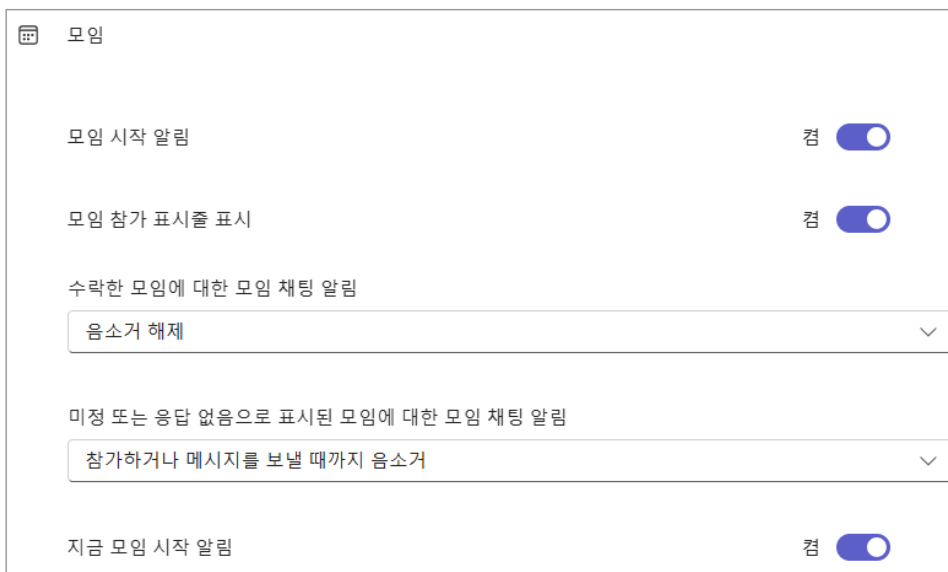 모임
모임 시작 알림
켬
모임 참가 표시줄 표시
켬
수락한 모임에 대한 모임 채팅 알림
음소거 해제
미정 또는 응답 없음으로 표시된 모임에 대한 모임 채팅 알림
참가하거나 메시지를 보낼 때까지 음소거
지금 모임 시작 알림
켬